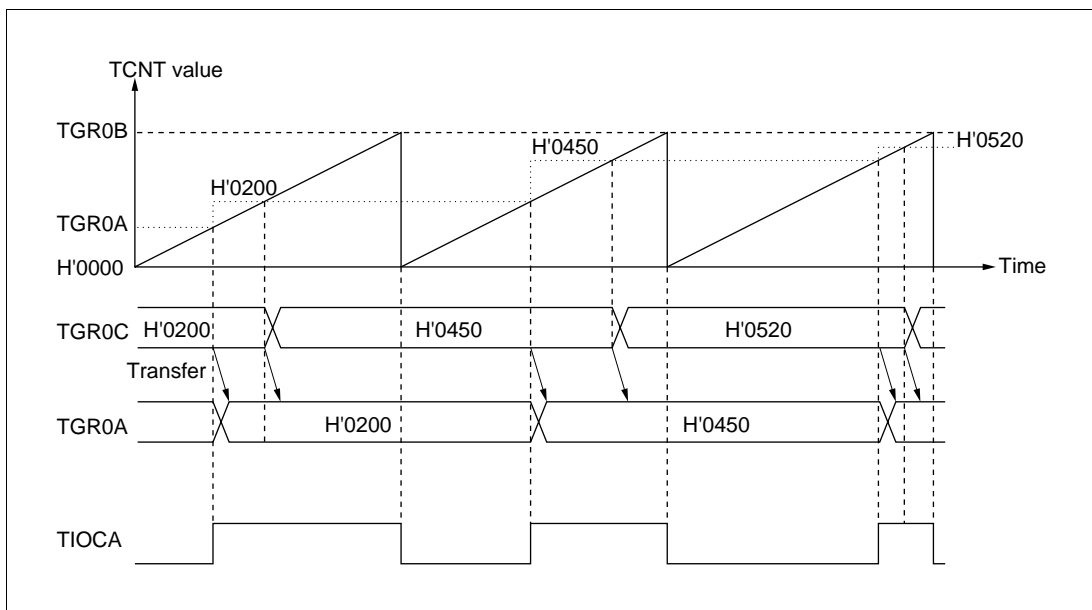 TCNT value
TGR0B
H'0520
H'0450
H'0200
TGR0A
H'0000
Time
TGR0C
H'0200
H'0450
H'0520
Transfer
TGR0A
H'0200
H'0450
TIOCA